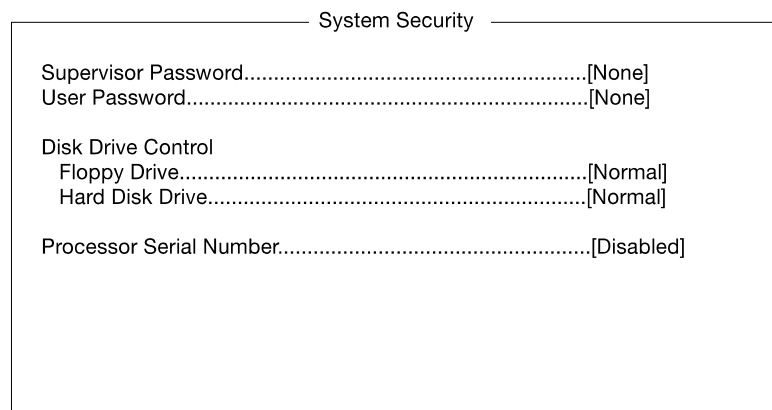 System Security
Supervisor Password..........................................................[None]
User Password....................................................................[None]
Disk Drive Control
Floppy Drive.....................................................................[Normal]
Hard Disk Drive................................................................[Normal]
Processor Serial Number.....................................................[Disabled]